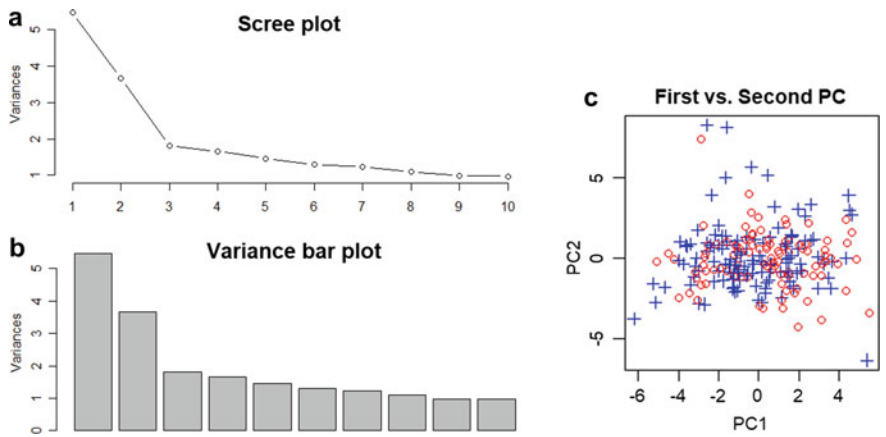 a
Scree plot
Variances
5
4
3
2
1
1 2 3 4 5 6 7 8 9 10
b
Variance bar plot
Variances
5
4
3
2
1
0
c
First vs. Second PC
PC2
5
0
-5
-6 -4 -2 0 2 4
PC1